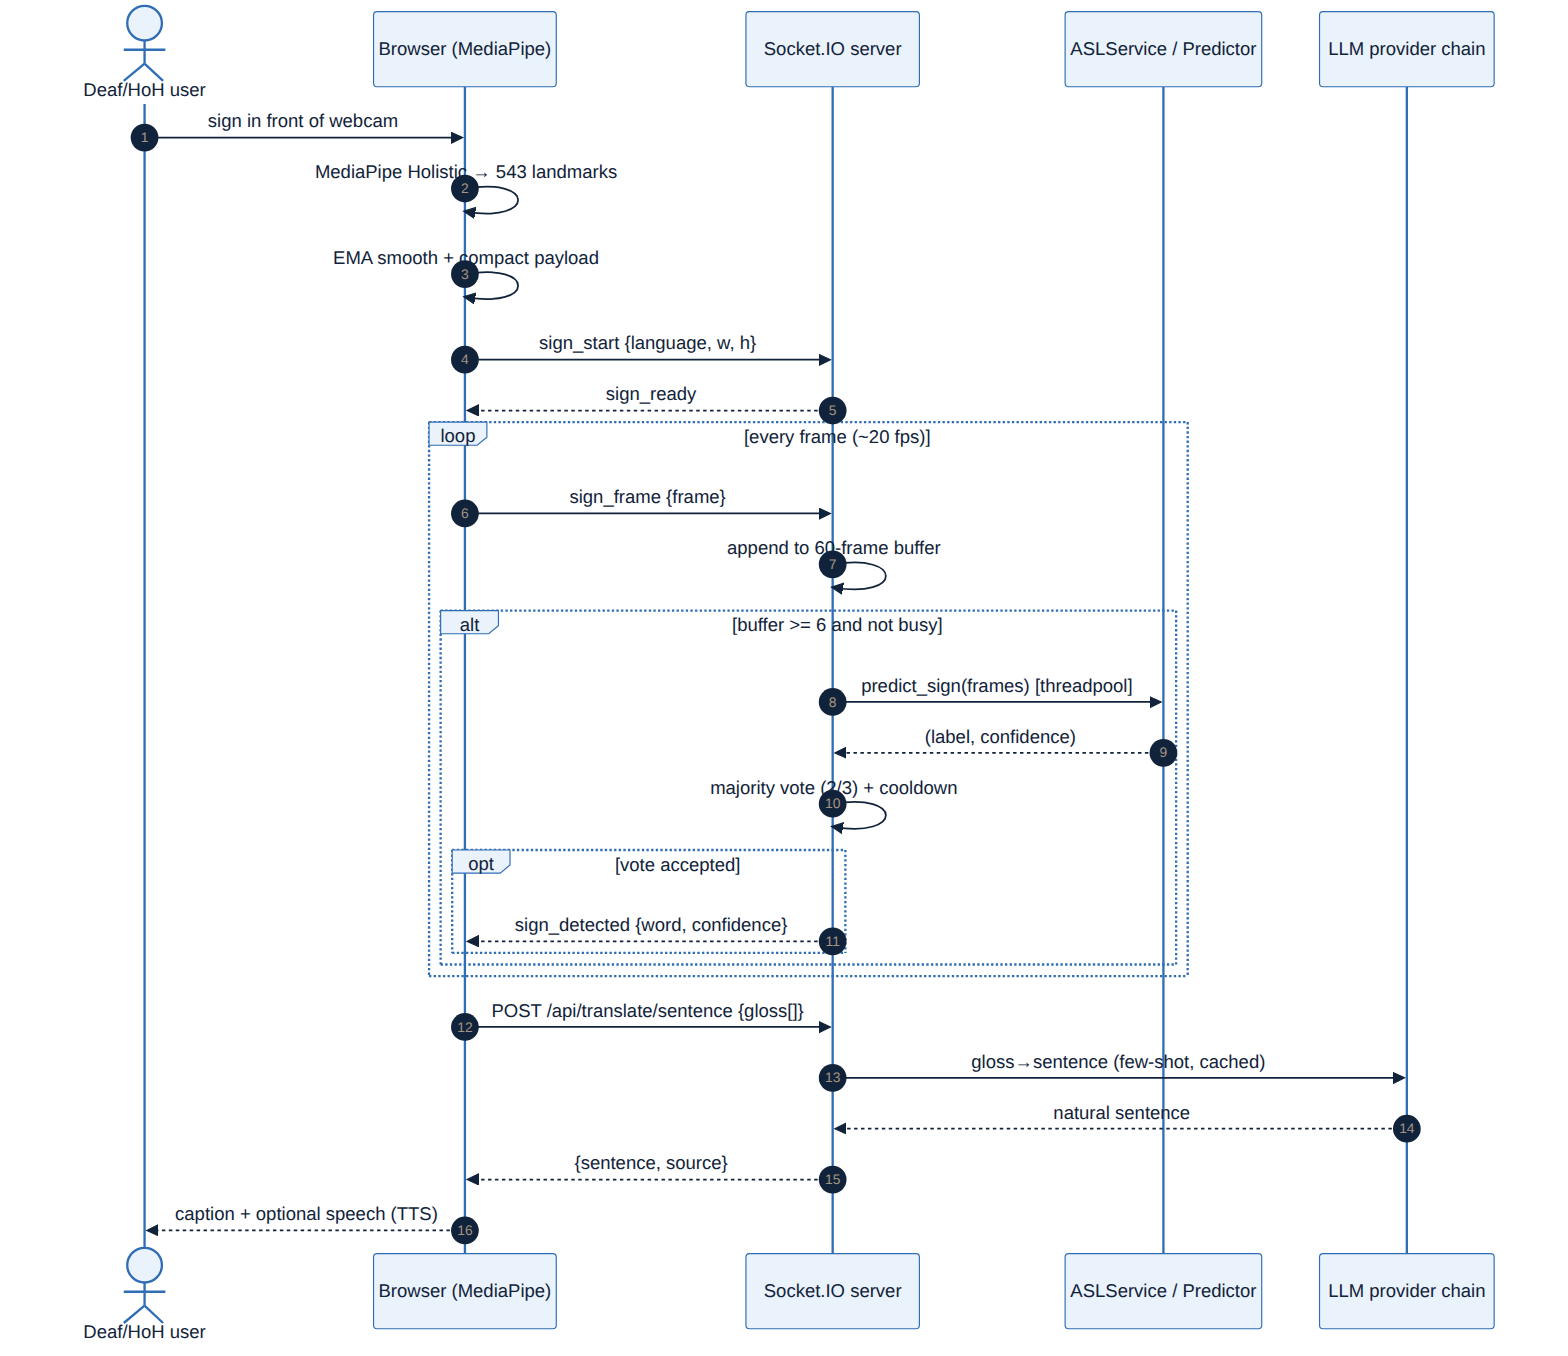 Deaf/HoH user
Browser (MediaPipe)
Socket.IO server
ASLService / Predictor
LLM provider chain
sign in front of webcam
1
MediaPipe Holistic → 543 landmarks
2
EMA smooth + compact payload
3
sign_start {language, w, h}
4
sign_ready
5
loop
[every frame (~20 fps)]
sign_frame {frame}
6
append to 60-frame buffer
7
alt
[buffer >= 6 and not busy]
predict_sign(frames) [threadpool]
8
(label, confidence)
9
majority vote (2/3) + cooldown
10
opt
[vote accepted]
sign_detected {word, confidence}
11
POST /api/translate/sentence {gloss[]}
12
gloss→sentence (few-shot, cached)
13
natural sentence
14
{sentence, source}
15
caption + optional speech (TTS)
16
Deaf/HoH user
Browser (MediaPipe)
Socket.IO server
ASLService / Predictor
LLM provider chain